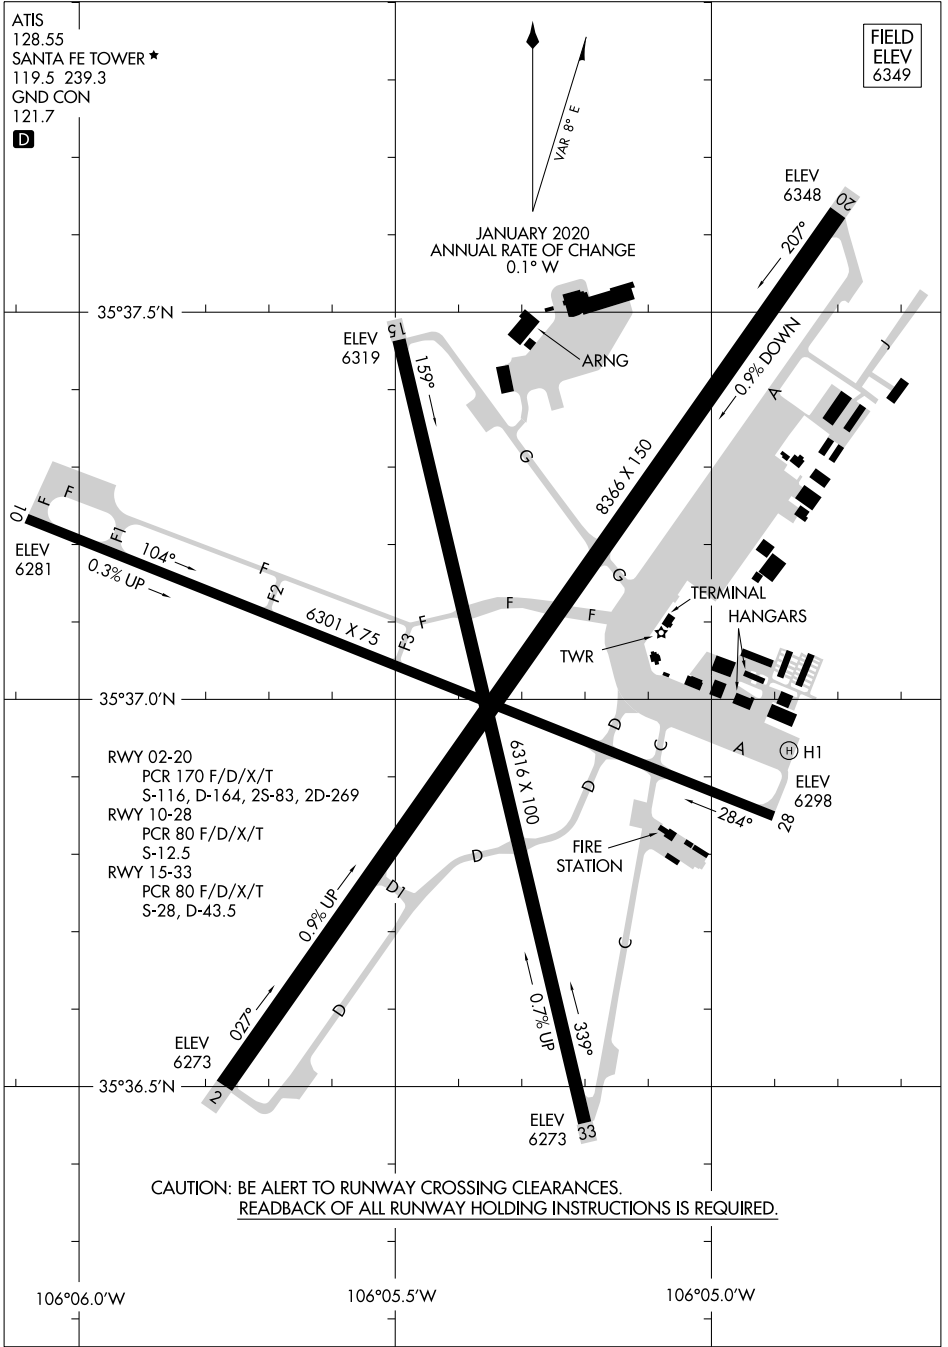 ATIS
128.55
SANTA FE TOWER ★
119.5 239.3
GND CON
121.7
D
FIELD
ELEV
6349
VAR 8° E
JANUARY 2020
ANNUAL RATE OF CHANGE
0.1° W
ELEV
6348
20
207°
0.9% DOWN
35°37.5'N
ELEV
6319
15
159°
ARNG
J
A
G
8366 X 150
F
F
10
F1
ELEV
6281
104°
0.3% UP
F
F2
6301 X 75
F3
F
F
F
G
TERMINAL
HANGARS
TWR
35°37.0'N
D
C
A
H H1
ELEV
6298
28
284°
6316 X 100
D
RWY 02-20
PCR 170 F/D/X/T
S-116, D-164, 2S-83, 2D-269
RWY 10-28
PCR 80 F/D/X/T
S-12.5
RWY 15-33
PCR 80 F/D/X/T
S-28, D-43.5
FIRE
STATION
D
D1
0.9% UP
C
D
027°
0.7% UP
339°
ELEV
6273
2
35°36.5'N
ELEV
6273
33
CAUTION: BE ALERT TO RUNWAY CROSSING CLEARANCES.
READBACK OF ALL RUNWAY HOLDING INSTRUCTIONS IS REQUIRED.
106°06.0'W
106°05.5'W
106°05.0'W